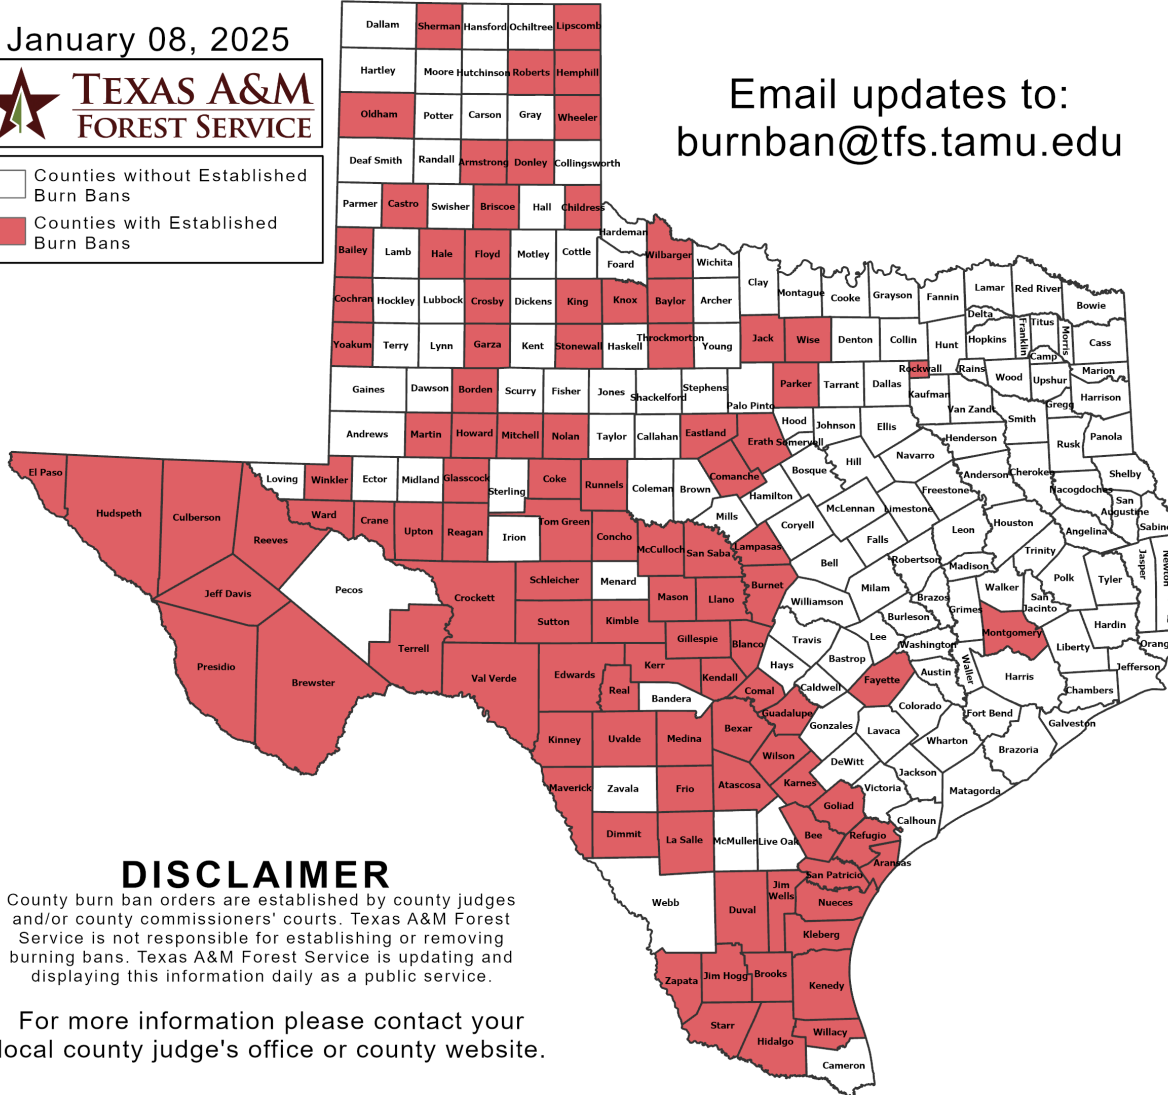 January 08, 2025
TEXAS A&M
FOREST SERVICE
Counties without Established
Burn Bans
Counties with Established
Burn Bans
Email updates to:
burnban@tfs.tamu.edu
Dallam Sherman Hansford Ochiltree Lipscomb
Hartley Moore Hutchinson Roberts Hemphill
Oldham Potter Carson Gray Wheeler
Deaf Smith Randall Armstrong Donley Collingsworth
Parmer Castro Swisher Briscoe Hall Childress
Hardeman
Bailey Lamb Hale Floyd Motley Cottle Foard Wilbarger Wichita
Clay Montague Cooke Grayson Fannin Lamar Red River Bowie
Cochran Hockley Lubbock Crosby Dickens King Knox Baylor Archer
Delta Titus Franklin Morris
Yoakum Terry Lynn Garza Kent Stonewall Haskell Throckmorton Young Jack Wise Denton Collin Hunt Hopkins Camp Cass
Rockwall Rains Marion
Gaines Dawson Borden Scurry Fisher Jones Shackelford Stephens Palo Pinto Parker Tarrant Dallas Kaufman Van Zandt Wood Upshur Gregg Harrison
Andrews Martin Howard Mitchell Nolan Taylor Callahan Eastland Erath Hood Somervell Johnson Ellis Henderson Smith Rusk Panola
El Paso Hudspeth Culberson Reeves Loving Winkler Ector Midland Glasscock Sterling Coke Runnels Coleman Brown Comanche Hamilton Bosque Hill Navarro Anderson Cherokee Shelby
Nacogdoches San
Augustine
Sabin
Ward Crane Upton Reagan Irion Tom Green Concho McCulloch San Saba Mills Lampasas Coryell McLennan Limestone Freestone Leon Houston Angelina
Falls Bell Robertson Madison Trinity Jasper Newton
Jeff Davis Pecos Crockett Schleicher Menard Mason Llano Burnet Williamson Milam Brazos Grimes Walker San
Jacinto
Polk Tyler
Sutton Kimble Gillespie Blanco Travis Lee Burleson Washington Montgomery Hardin
Liberty Orang
Presidio Brewster Terrell Val Verde Edwards Real Kerr Kendall Bandera Comal Hays Bastrop Caldwell Fayette Austin Waller Harris Chambers Jefferson
Kinney Uvalde Medina Bexar Guadalupe Gonzales Lavaca Colorado Fort Bend Galveston
Wharton Brazoria
Wilson Karnes DeWitt Jackson Matagorda
Maverick Zavala Frio Atascosa Goliad Victoria Calhoun
Dimmit La Salle McMullen Live Oak Bee Refugio
Aransas
San Patricio
Webb Duval Jim
Wells
Nueces
Kleberg
Zapata Jim Hogg Brooks Kenedy
Starr Hidalgo Willacy
Cameron
DISCLAIMER
County burn ban orders are established by county judges
and/or county commissioners' courts. Texas A&M Forest
Service is not responsible for establishing or removing
burning bans. Texas A&M Forest Service is updating and
displaying this information daily as a public service.
For more information please contact your
local county judge's office or county website.